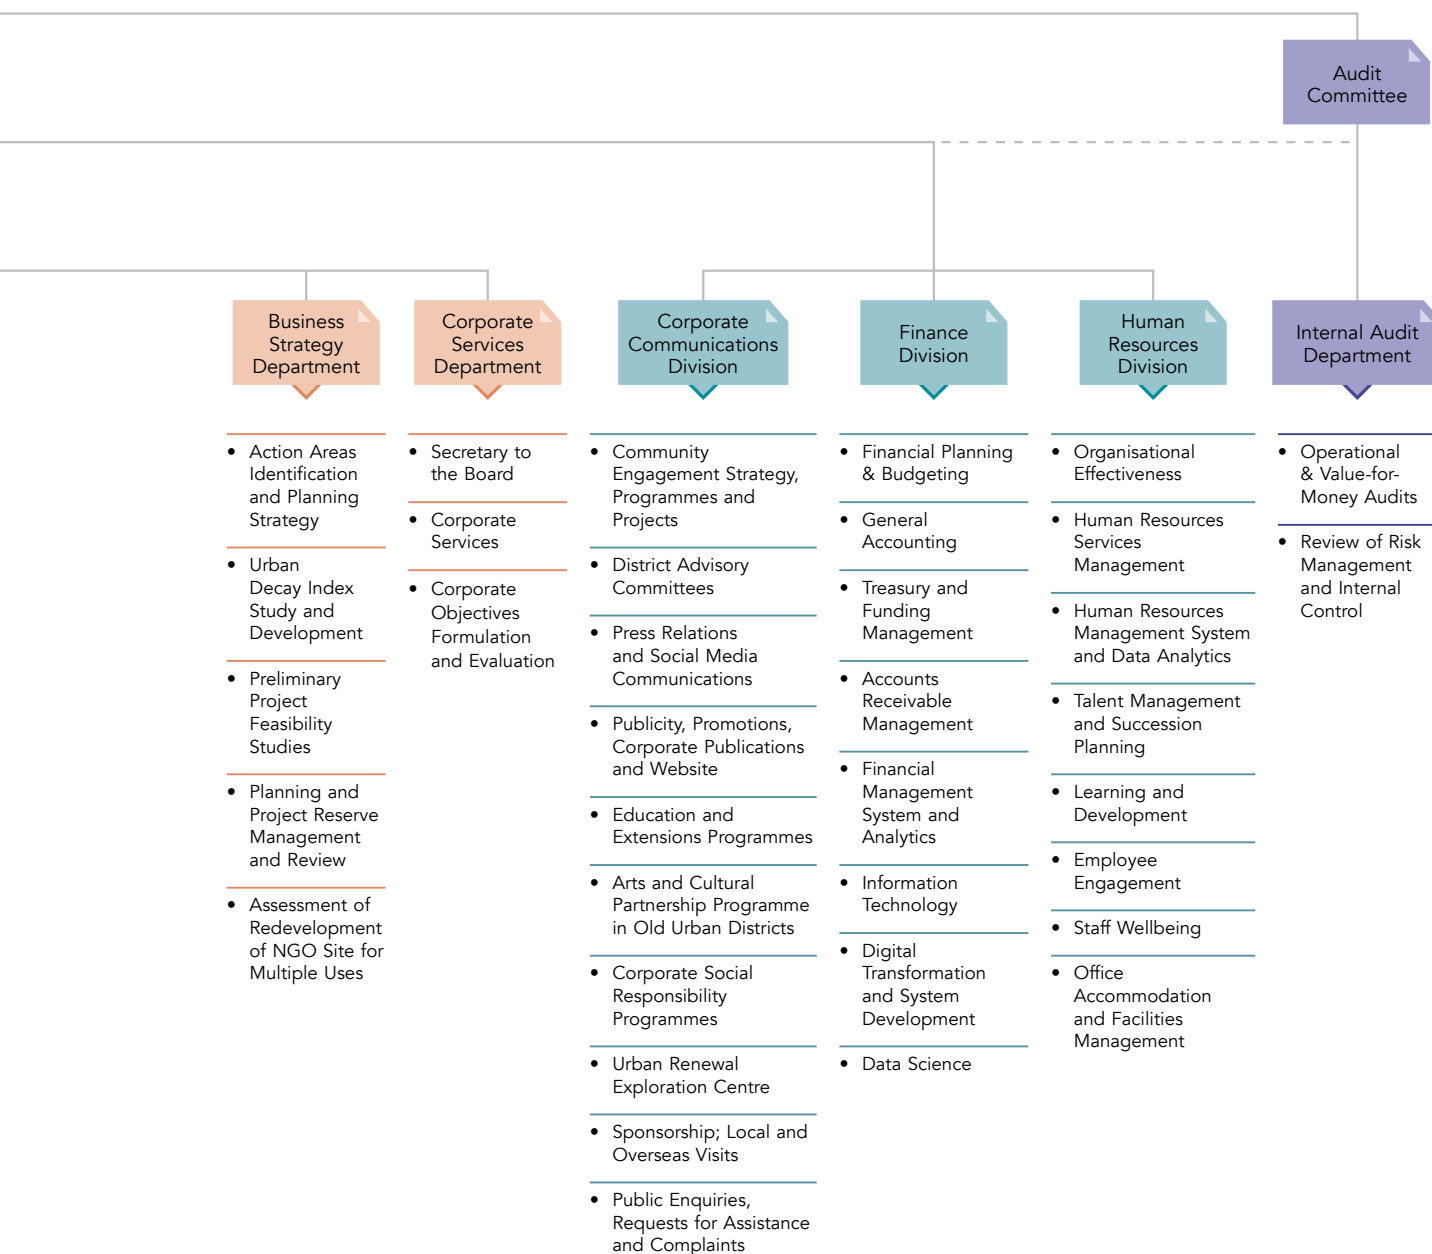 Audit
Committee
Business
Strategy
Department
Corporate
Services
Department
Corporate
Communications
Division
Finance
Division
Human
Resources
Division
Internal Audit
Department
• Action Areas
Identification
and Planning
Strategy
• Urban
Decay Index
Study and
Development
• Preliminary
Project
Feasibility
Studies
• Planning and
Project Reserve
Management
and Review
• Assessment of
Redevelopment
of NGO Site for
Multiple Uses
• Secretary to
the Board
• Corporate
Services
• Corporate
Objectives
Formulation
and Evaluation
• Community
Engagement Strategy,
Programmes and
Projects
• District Advisory
Committees
• Press Relations
and Social Media
Communications
• Publicity, Promotions,
Corporate Publications
and Website
• Education and
Extensions Programmes
• Arts and Cultural
Partnership Programme
in Old Urban Districts
• Corporate Social
Responsibility
Programmes
• Urban Renewal
Exploration Centre
• Sponsorship; Local and
Overseas Visits
• Public Enquiries,
Requests for Assistance
and Complaints
• Financial Planning
& Budgeting
• General
Accounting
• Treasury and
Funding
Management
• Accounts
Receivable
Management
• Financial
Management
System and
Analytics
• Information
Technology
• Digital
Transformation
and System
Development
• Data Science
• Organisational
Effectiveness
• Human Resources
Services
Management
• Human Resources
Management System
and Data Analytics
• Talent Management
and Succession
Planning
• Learning and
Development
• Employee
Engagement
• Staff Wellbeing
• Office
Accommodation
and Facilities
Management
• Operational
& Value-for-
Money Audits
• Review of Risk
Management
and Internal
Control